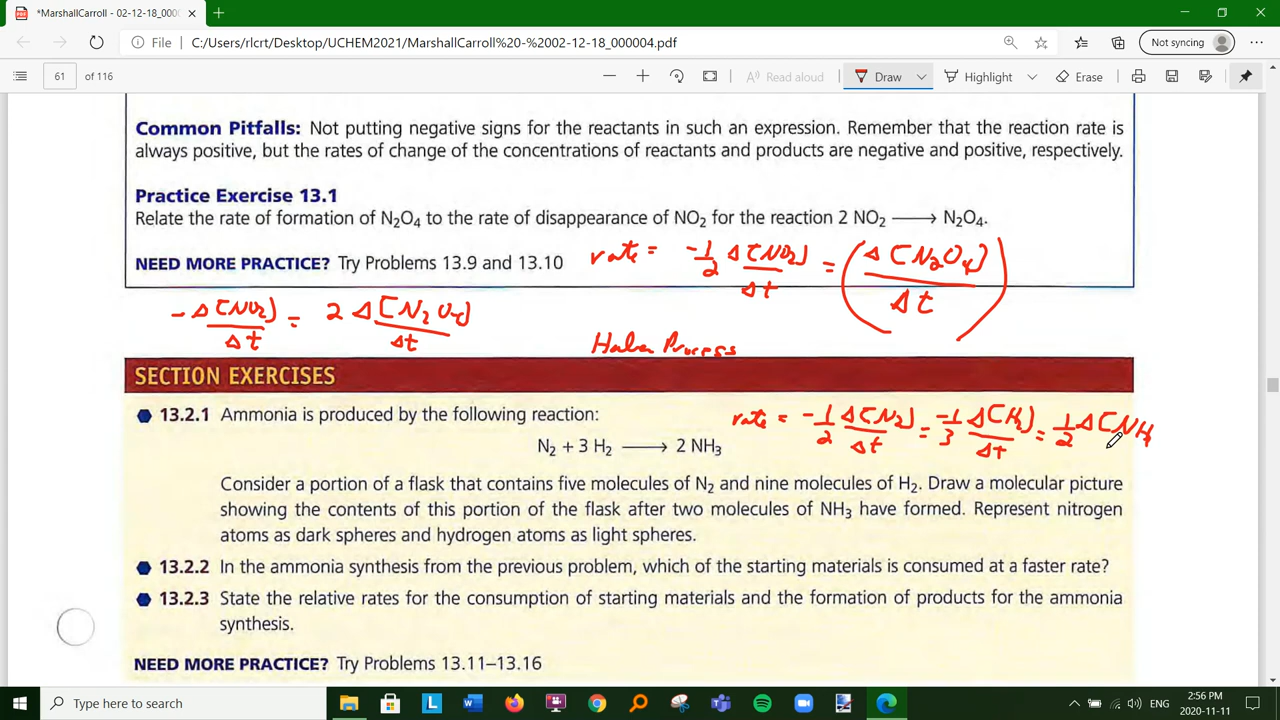 *MarshallCarroll - 02-12-18_000
File C:/Users/rlcrt/Desktop/UCHEM2021/MarshallCarroll%20-%2002-12-18_000004.pdf Not syncing
61 of 116 Read aloud Draw Highlight Erase
Common Pitfalls: Not putting negative signs for the reactants in such an expression. Remember that the reaction rate is
always positive, but the rates of change of the concentrations of reactants and products are negative and positive, respectively.
Practice Exercise 13.1
Relate the rate of formation of N2O4 to the rate of disappearance of NO2 for the reaction 2 NO2 ⟶ N2O4.
NEED MORE PRACTICE? Try Problems 13.9 and 13.10
rate = -1/2 Δ[NO2]/Δt = (Δ[N2O4]/Δt)
-Δ[NO2]/Δt = 2 Δ[N2O4]/Δt
Haber Process
SECTION EXERCISES
13.2.1 Ammonia is produced by the following reaction:
rate = -1/2 Δ[N2]/Δt = -1/3 Δ[H2]/Δt = 1/2 Δ[NH3
N2 + 3 H2 ⟶ 2 NH3
Consider a portion of a flask that contains five molecules of N2 and nine molecules of H2. Draw a molecular picture
showing the contents of this portion of the flask after two molecules of NH3 have formed. Represent nitrogen
atoms as dark spheres and hydrogen atoms as light spheres.
13.2.2 In the ammonia synthesis from the previous problem, which of the starting materials is consumed at a faster rate?
13.2.3 State the relative rates for the consumption of starting materials and the formation of products for the ammonia
synthesis.
NEED MORE PRACTICE? Try Problems 13.11–13.16
Type here to search
ENG
2:56 PM
2020-11-11